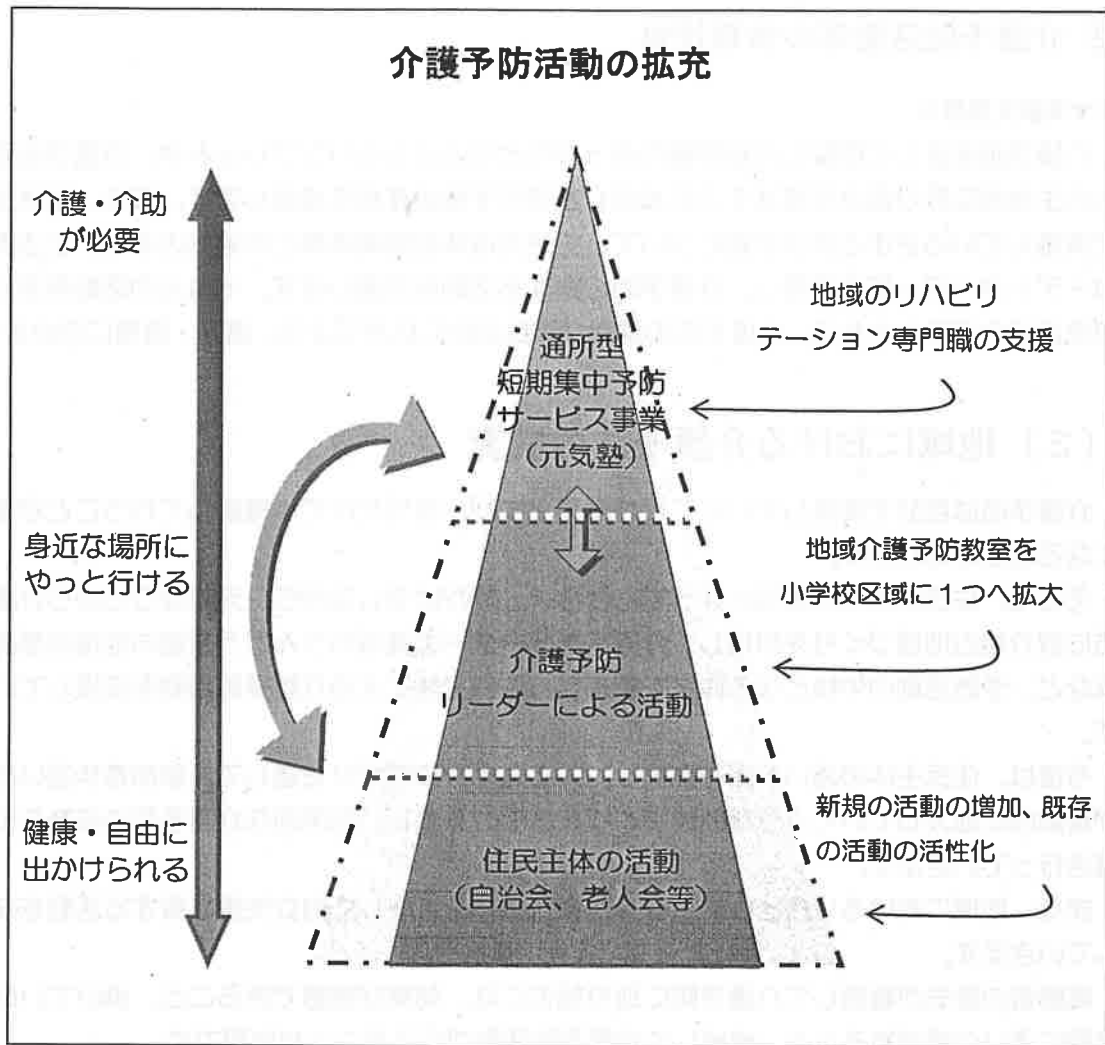 介護予防活動の拡充
介護・介助
が必要
地域のリハビリ
テーション専門職の支援
通所型
短期集中予防
サービス事業
（元気塾）
身近な場所に
やっと行ける
地域介護予防教室を
小学校区域に1つへ拡大
介護予防
リーダーによる活動
新規の活動の増加、既存
の活動の活性化
健康・自由に
出かけられる
住民主体の活動
（自治会、老人会等）